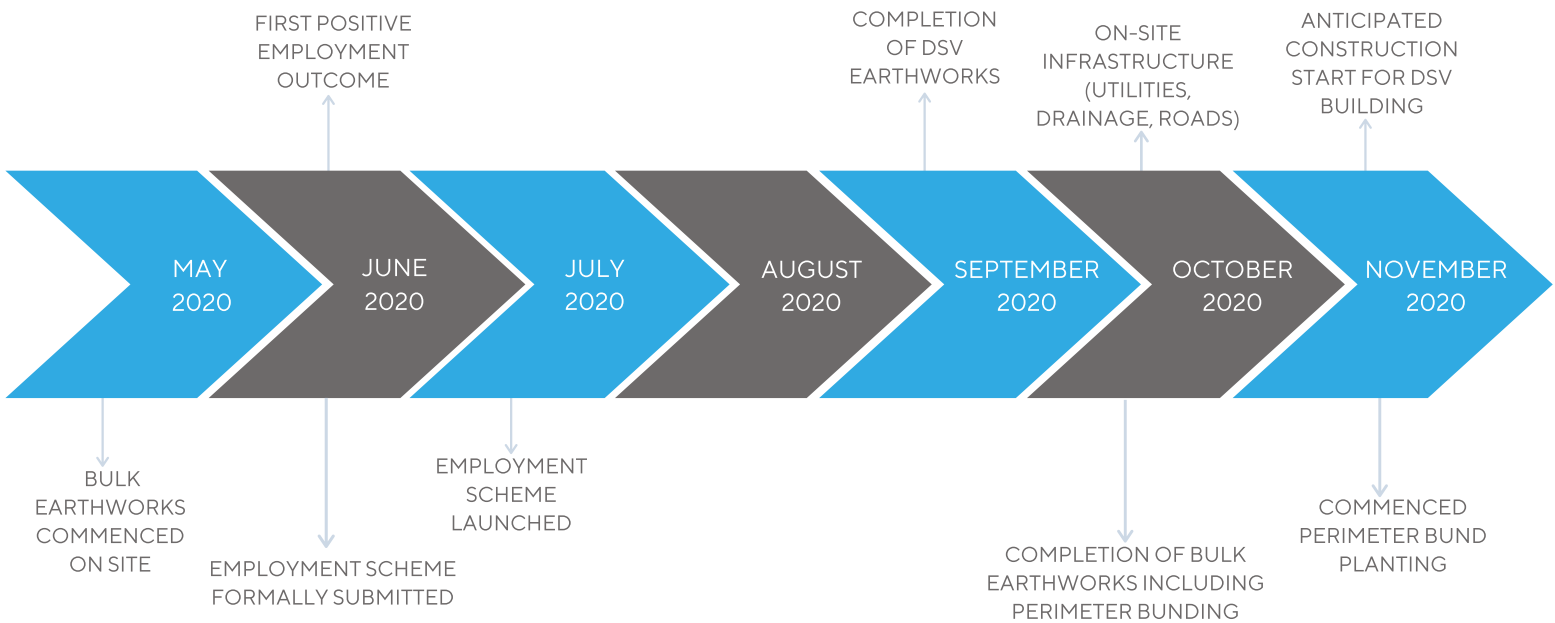 FIRST POSITIVE
EMPLOYMENT
OUTCOME
COMPLETION
OF DSV
EARTHWORKS
ON-SITE
INFRASTRUCTURE
(UTILITIES,
DRAINAGE, ROADS)
ANTICIPATED
CONSTRUCTION
START FOR DSV
BUILDING
MAY
2020
JUNE
2020
JULY
2020
AUGUST
2020
SEPTEMBER
2020
OCTOBER
2020
NOVEMBER
2020
BULK
EARTHWORKS
COMMENCED
ON SITE
EMPLOYMENT SCHEME
FORMALLY SUBMITTED
EMPLOYMENT
SCHEME
LAUNCHED
COMPLETION OF BULK
EARTHWORKS INCLUDING
PERIMETER BUNDING
COMMENCED
PERIMETER BUND
PLANTING